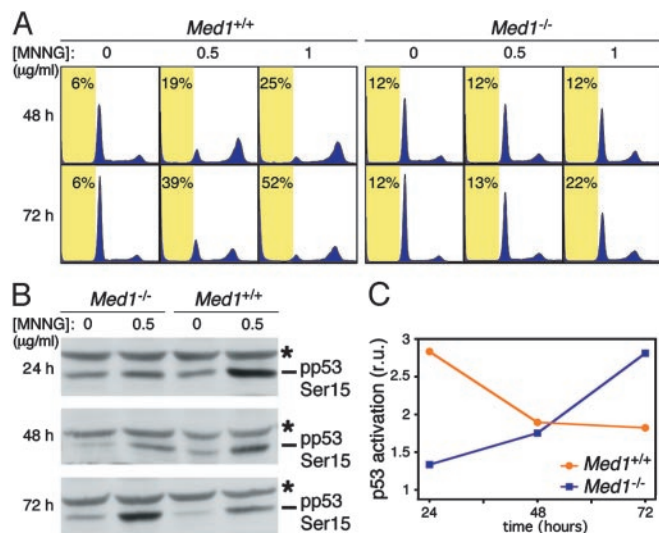 A
Med1+/+ Med1-/-
[MNNG]: 0 0.5 1 0 0.5 1
(µg/ml)
48 h 6% 19% 25% 12% 12% 12%
72 h 6% 39% 52% 12% 13% 22%
B
Med1-/- Med1+/+
[MNNG]: 0 0.5 0 0.5
(µg/ml)
24 h * pp53 Ser15
48 h * pp53 Ser15
72 h * pp53 Ser15
C
p53 activation (r.u.)
3
2.5
2
1.5
1
Med1+/+
Med1-/-
24 48 72
time (hours)